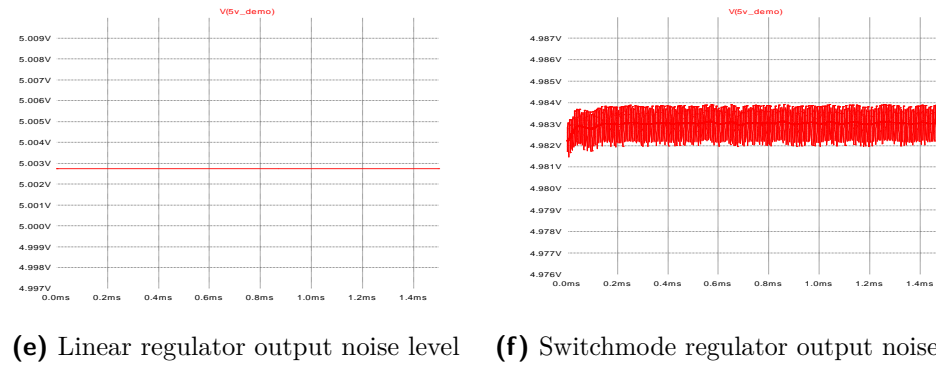 V(5v_demo)
5.009V
5.008V
5.007V
5.006V
5.005V
5.004V
5.003V
5.002V
5.001V
5.000V
4.999V
4.998V
4.997V
0.0ms 0.2ms 0.4ms 0.6ms 0.8ms 1.0ms 1.2ms 1.4ms
(e) Linear regulator output noise level
V(5v_demo)
4.987V
4.986V
4.985V
4.984V
4.983V
4.982V
4.981V
4.980V
4.979V
4.978V
4.977V
4.976V
0.0ms 0.2ms 0.4ms 0.6ms 0.8ms 1.0ms 1.2ms 1.4ms
(f) Switchmode regulator output noise